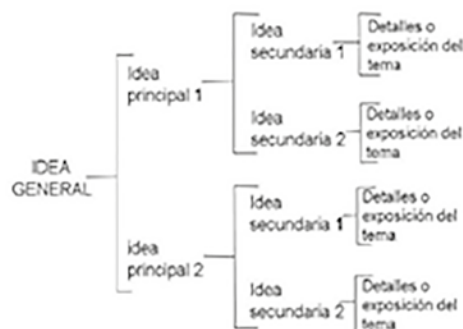 IDEA
GENERAL
Idea
principal 1
Idea
secundaria 1
Detalles o
exposición del
tema
Idea
secundaria 2
Detalles o
exposición del
tema
idea
principal 2
Idea
secundaria 1
Detalles o
exposición del
tema
Idea
secundaria 2
Detalles o
exposición del
tema